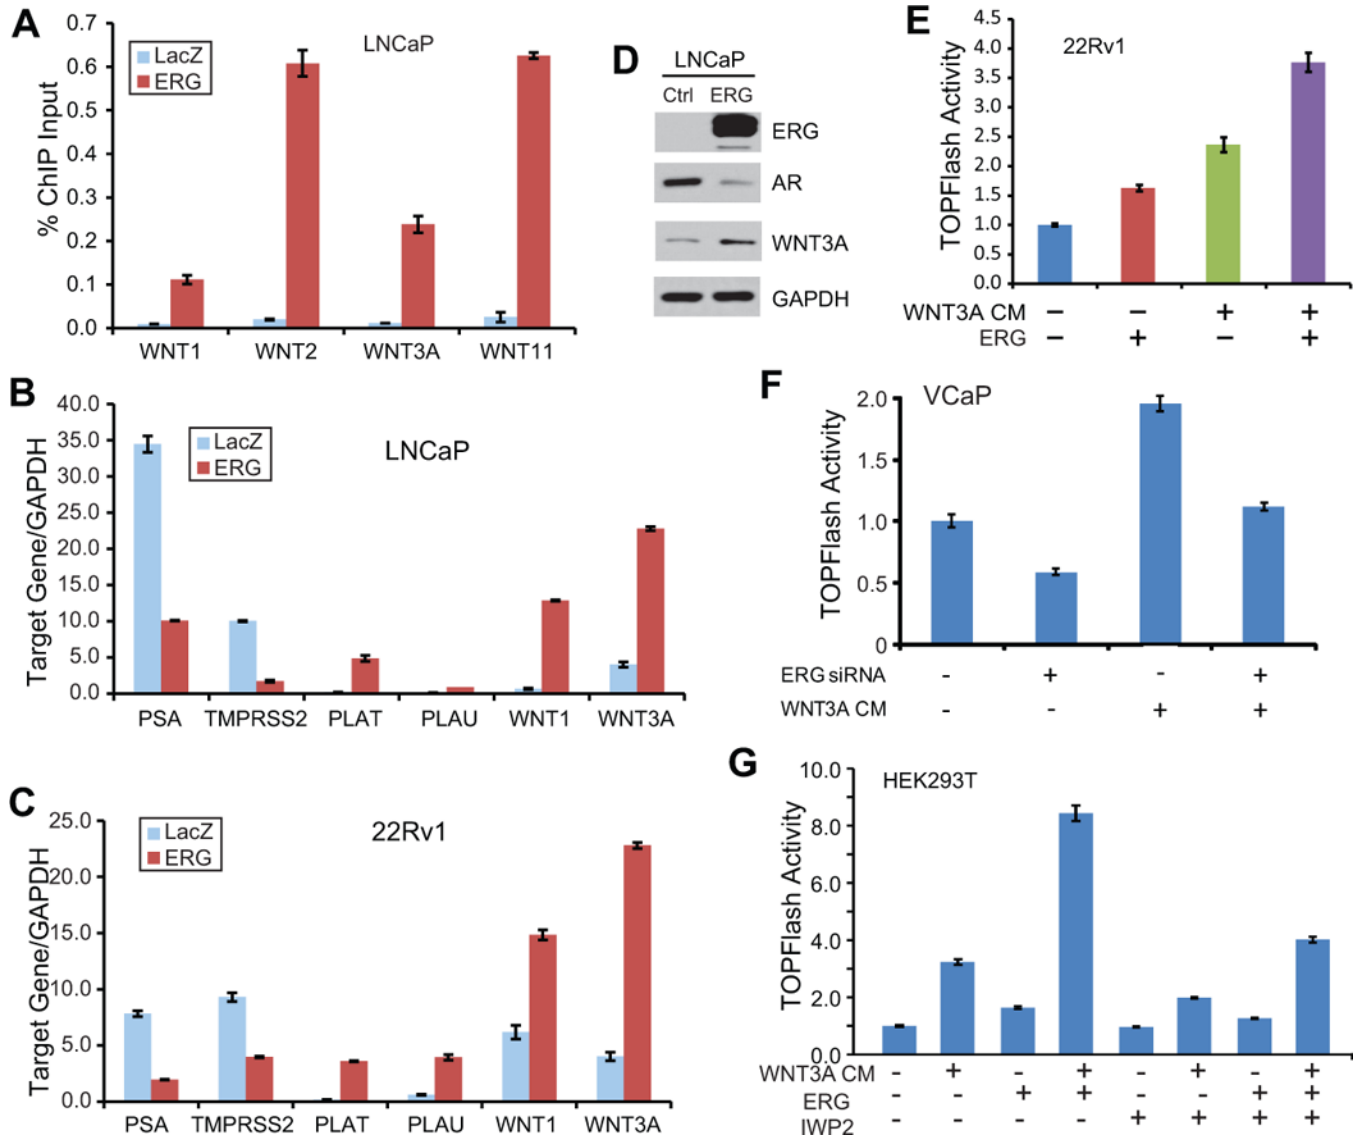 A
LNCaP
LacZ
ERG
% ChIP Input
0.7
0.6
0.5
0.4
0.3
0.2
0.1
0.0
WNT1 WNT2 WNT3A WNT11
B
LNCaP
LacZ
ERG
Target Gene/GAPDH
40.0
35.0
30.0
25.0
20.0
15.0
10.0
5.0
0.0
PSA TMPRSS2 PLAT PLAU WNT1 WNT3A
C
22Rv1
LacZ
ERG
Target Gene/GAPDH
25.0
20.0
15.0
10.0
5.0
0.0
PSA TMPRSS2 PLAT PLAU WNT1 WNT3A
D
LNCaP
Ctrl ERG
ERG
AR
WNT3A
GAPDH
E
22Rv1
TOPFlash Activity
4.5
4.0
3.5
3.0
2.5
2.0
1.5
1.0
0.5
0.0
WNT3A CM − − + +
ERG − + − +
F
VCaP
TOPFlash Activity
2.0
1.0
0.5
0
ERG siRNA - + - +
WNT3A CM - - + +
G
HEK293T
TOPFlash Activity
10.0
8.0
6.0
4.0
2.0
0.0
WNT3A CM - + - + - + - +
ERG - - + + - - + +
IWP2 - - - - + + + +